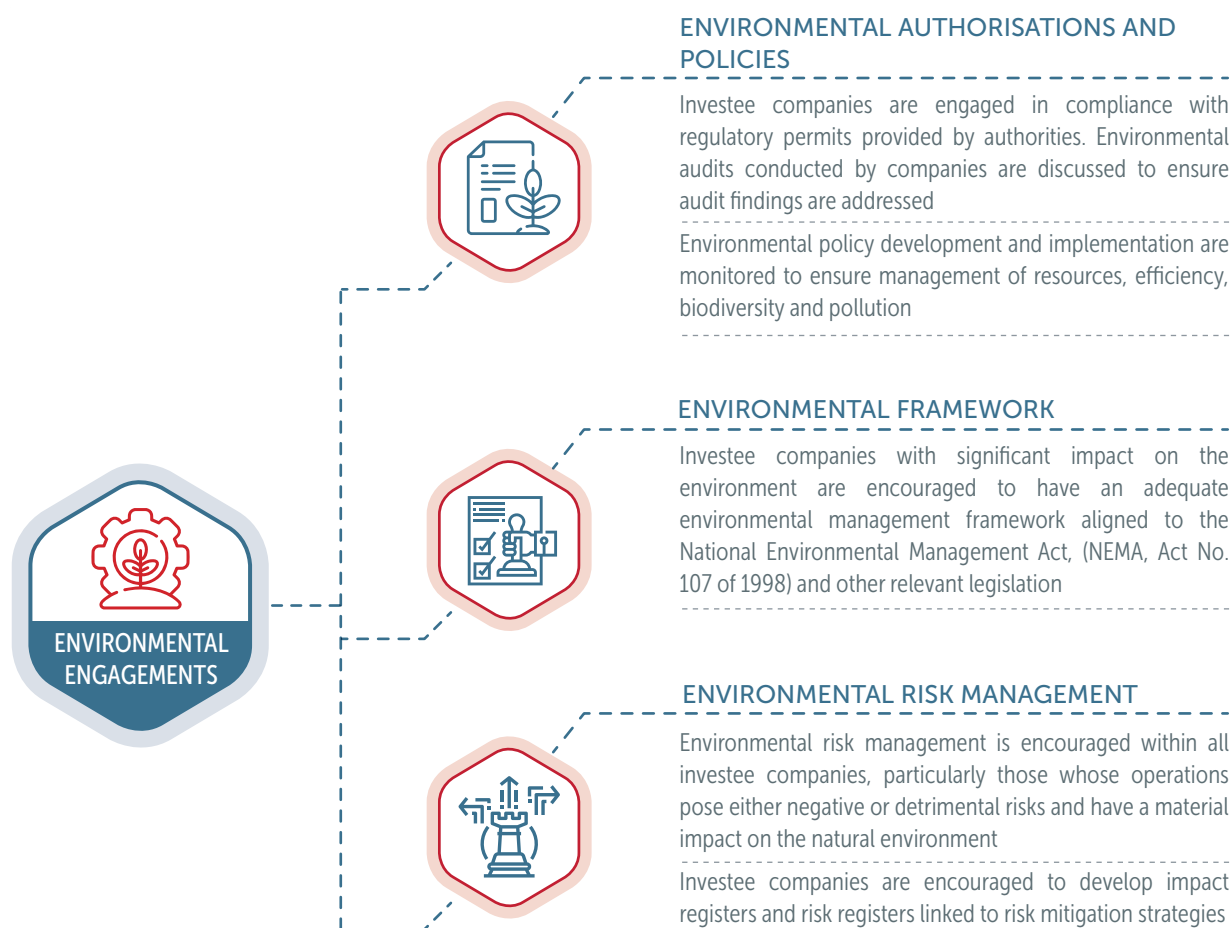 ENVIRONMENTAL AUTHORISATIONS AND
POLICIES
Investee companies are engaged in compliance with
regulatory permits provided by authorities. Environmental
audits conducted by companies are discussed to ensure
audit findings are addressed
Environmental policy development and implementation are
monitored to ensure management of resources, efficiency,
biodiversity and pollution
ENVIRONMENTAL FRAMEWORK
Investee companies with significant impact on the
environment are encouraged to have an adequate
environmental management framework aligned to the
National Environmental Management Act, (NEMA, Act No.
107 of 1998) and other relevant legislation
ENVIRONMENTAL
ENGAGEMENTS
ENVIRONMENTAL RISK MANAGEMENT
Environmental risk management is encouraged within all
investee companies, particularly those whose operations
pose either negative or detrimental risks and have a material
impact on the natural environment
Investee companies are encouraged to develop impact
registers and risk registers linked to risk mitigation strategies